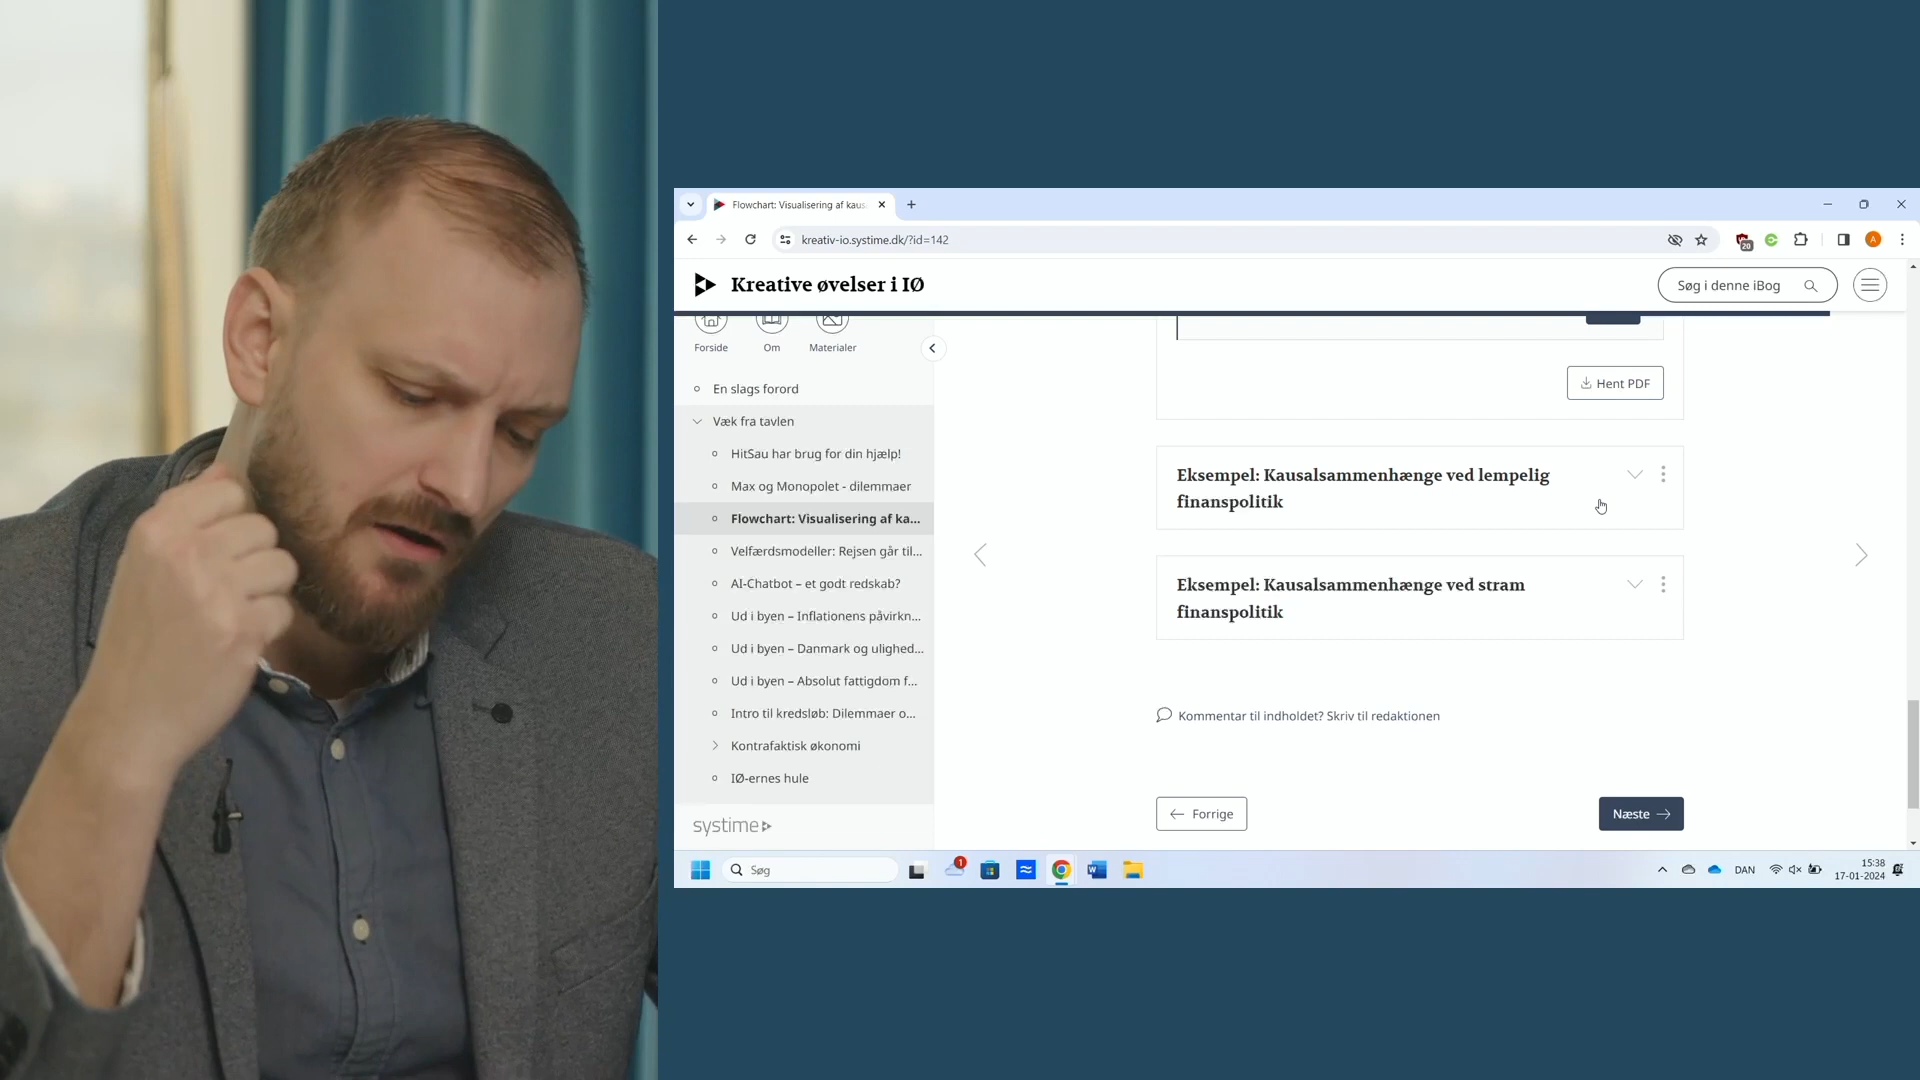 Flowchart: Visualisering af kaus
kreativ-io.systime.dk/?id=142
20
A
Kreative øvelser i IØ
Søg i denne iBog
Forside
Om
Materialer
En slags forord
Væk fra tavlen
HitSau har brug for din hjælp!
Max og Monopolet - dilemmaer
Flowchart: Visualisering af ka...
Velfærdsmodeller: Rejsen går til...
AI-Chatbot – et godt redskab?
Ud i byen – Inflationens påvirkn...
Ud i byen – Danmark og ulighed...
Ud i byen – Absolut fattigdom f...
Intro til kredsløb: Dilemmaer o...
Kontrafaktisk økonomi
IØ-ernes hule
systime
Hent PDF
Eksempel: Kausalsammenhænge ved lempelig
finanspolitik
Eksempel: Kausalsammenhænge ved stram
finanspolitik
Kommentar til indholdet? Skriv til redaktionen
Forrige
Næste
Søg
1
W
DAN
15:38
17-01-2024